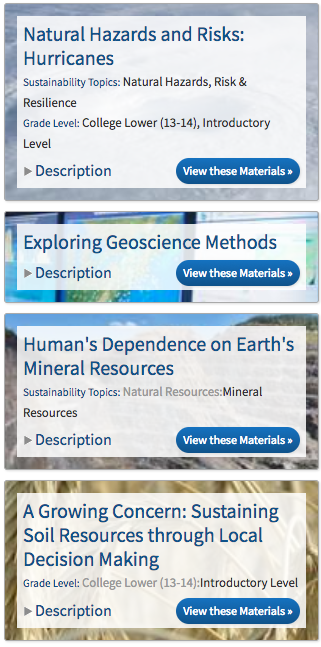 Natural Hazards and Risks:
Hurricanes
Sustainability Topics: Natural Hazards, Risk &
Resilience
Grade Level: College Lower (13-14), Introductory
Level
Description
View these Materials »
Exploring Geoscience Methods
Description
View these Materials »
Human's Dependence on Earth's
Mineral Resources
Sustainability Topics: Natural Resources:Mineral
Resources
Description
View these Materials »
A Growing Concern: Sustaining
Soil Resources through Local
Decision Making
Grade Level: College Lower (13-14):Introductory Level
Description
View these Materials »